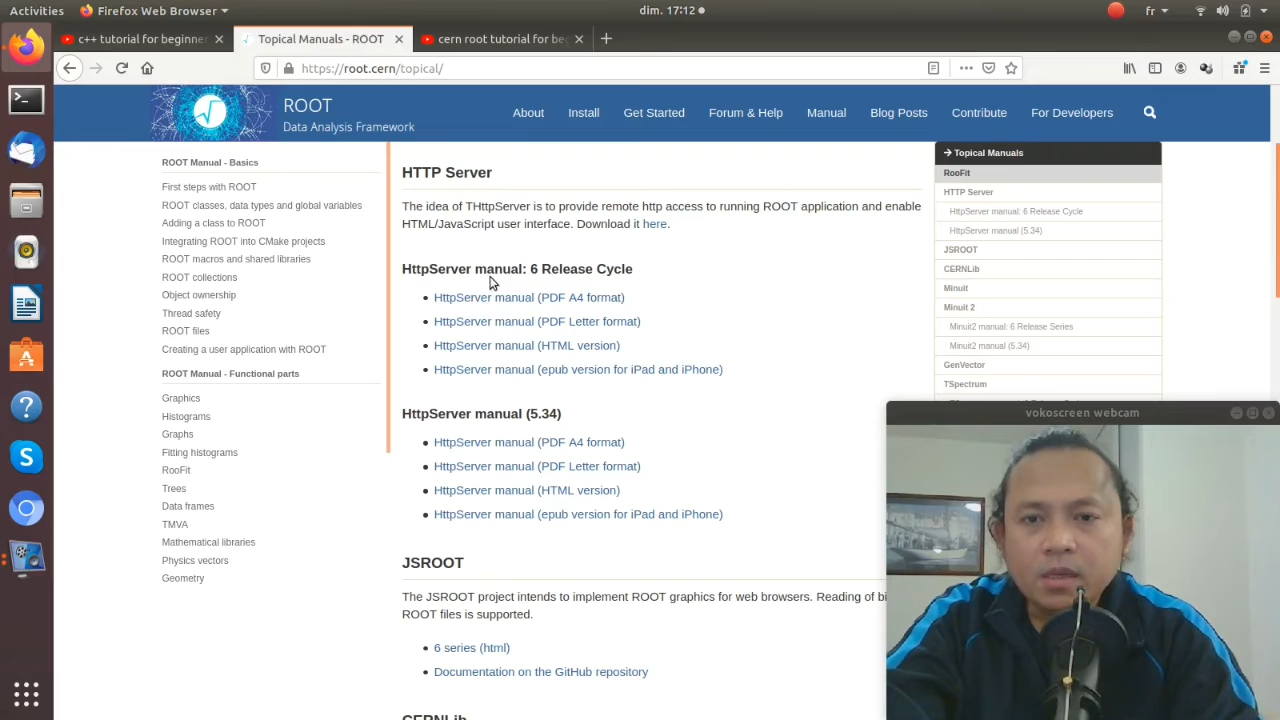 Activities
Firefox Web Browser
dim. 17:12
fr
c++ tutorial for beginner
Topical Manuals - ROOT
cern root tutorial for be
https://root.cern/topical/
ROOT
Data Analysis Framework
About
Install
Get Started
Forum & Help
Manual
Blog Posts
Contribute
For Developers
ROOT Manual - Basics
First steps with ROOT
ROOT classes, data types and global variables
Adding a class to ROOT
Integrating ROOT into CMake projects
ROOT macros and shared libraries
ROOT collections
Object ownership
Thread safety
ROOT files
Creating a user application with ROOT
ROOT Manual - Functional parts
Graphics
Histograms
Graphs
Fitting histograms
RooFit
Trees
Data frames
TMVA
Mathematical libraries
Physics vectors
Geometry
HTTP Server
The idea of THttpServer is to provide remote http access to running ROOT application and enable
HTML/JavaScript user interface. Download it here.
HttpServer manual: 6 Release Cycle
HttpServer manual (PDF A4 format)
HttpServer manual (PDF Letter format)
HttpServer manual (HTML version)
HttpServer manual (epub version for iPad and iPhone)
HttpServer manual (5.34)
HttpServer manual (PDF A4 format)
HttpServer manual (PDF Letter format)
HttpServer manual (HTML version)
HttpServer manual (epub version for iPad and iPhone)
JSROOT
The JSROOT project intends to implement ROOT graphics for web browsers. Reading of bi
ROOT files is supported.
6 series (html)
Documentation on the GitHub repository
CERNLib
Topical Manuals
RooFit
HTTP Server
HttpServer manual: 6 Release Cycle
HttpServer manual (5.34)
JSROOT
CERNLib
Minuit
Minuit 2
Minuit2 manual: 6 Release Series
Minuit2 manual (5.34)
GenVector
TSpectrum
vokoscreen webcam